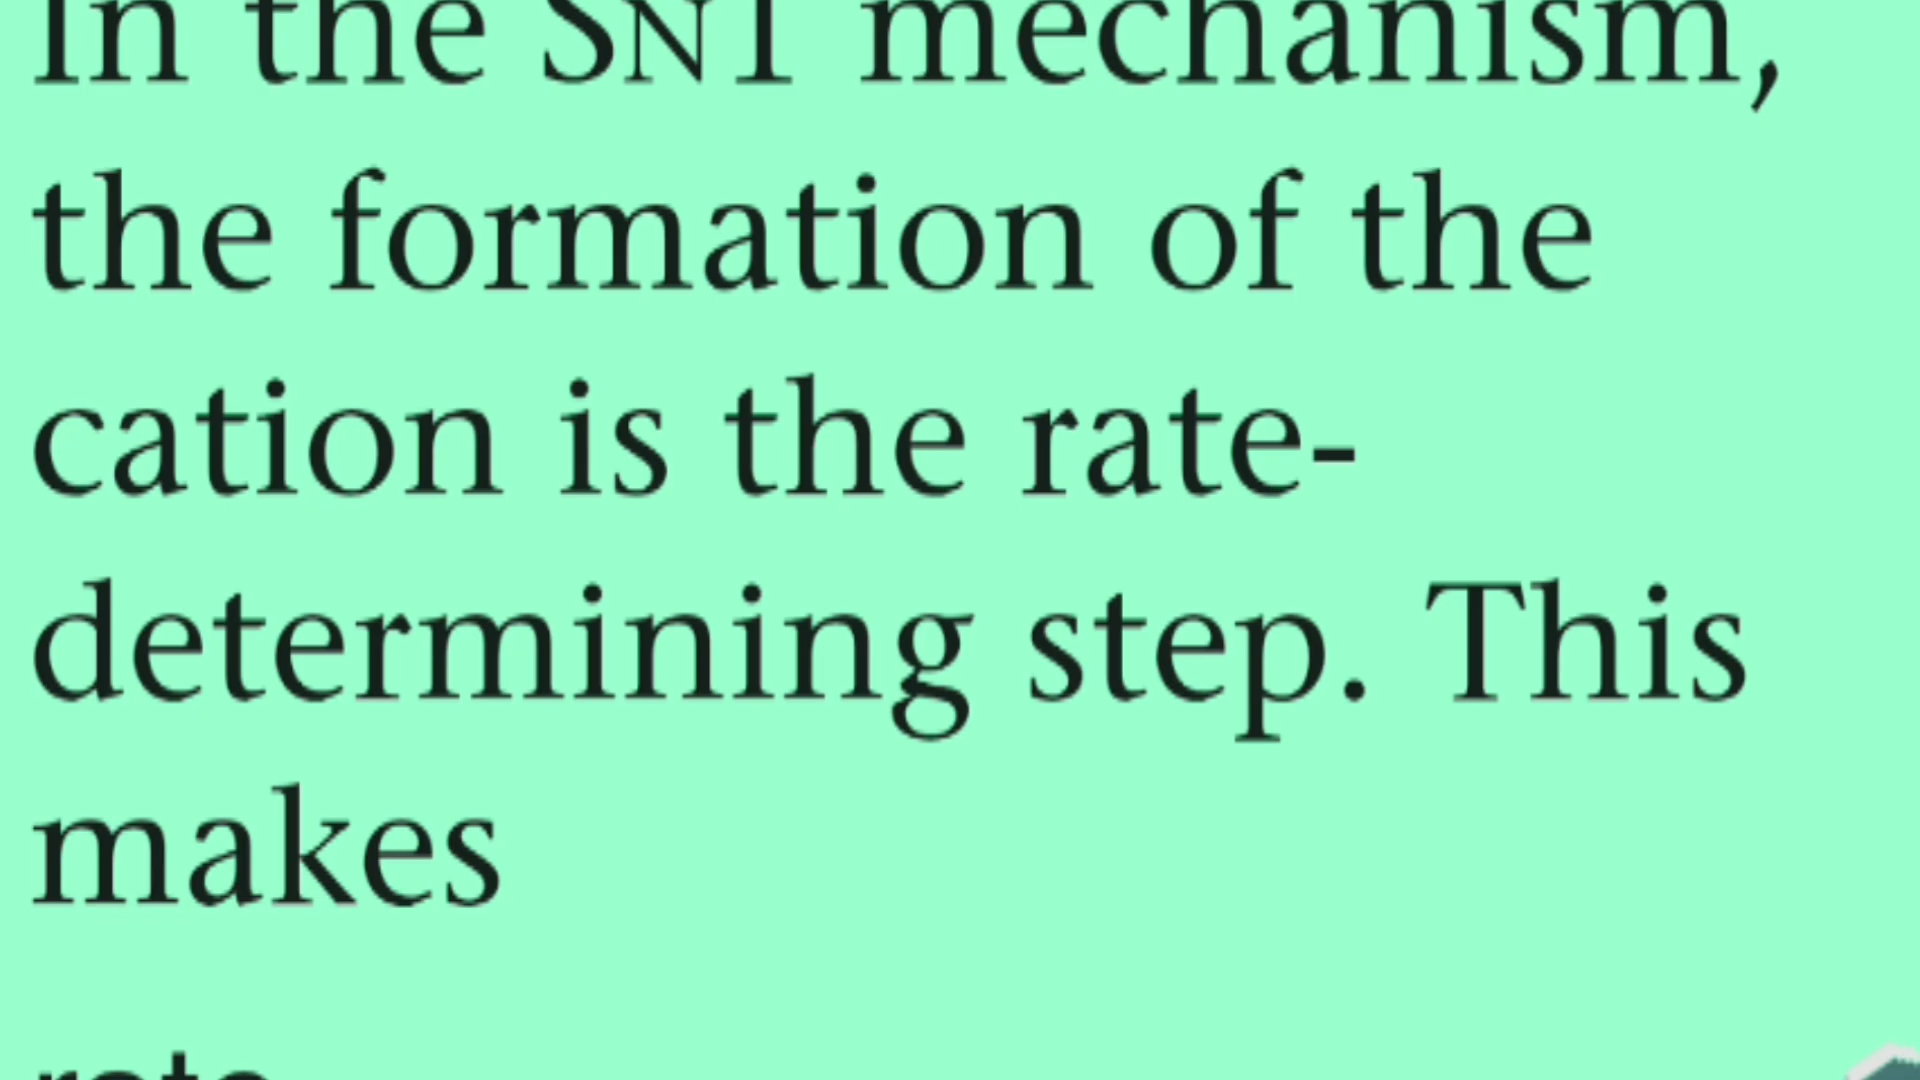 In the SN1 mechanism,
the formation of the
cation is the rate-
determining step. This
makes
rate